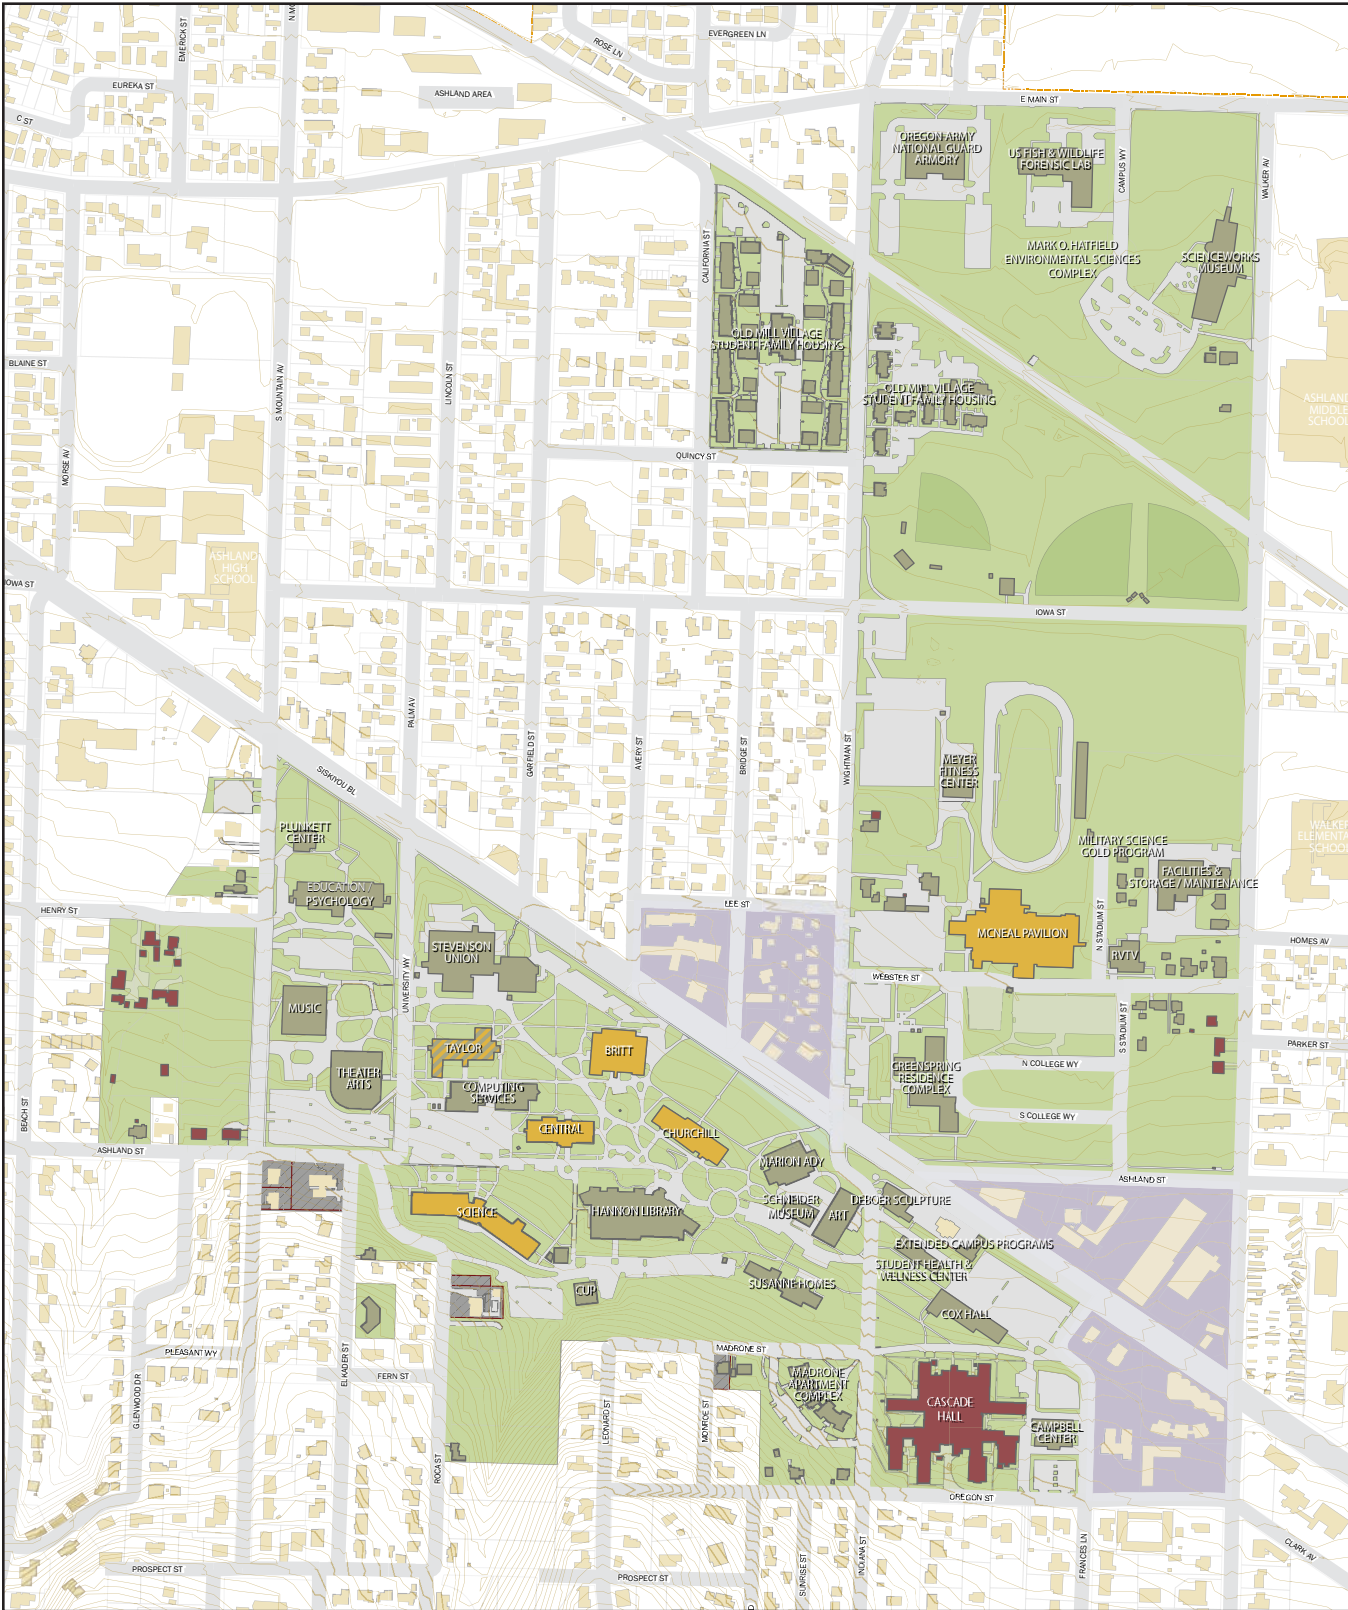 EMERICK ST
EVERGREEN LN
ROSE LN
EUREKA ST
ASHLAND AREA
C ST
E MAIN ST
OREGON ARMY
NATIONAL GUARD
ARMORY
US FISH & WILDLIFE
FORENSIC LAB
CAMPUS WY
WALKER AV
CALIFORNIA ST
MARK O. HATFIELD
ENVIRONMENTAL SCIENCES
COMPLEX
SCIENCEWORKS
MUSEUM
OLD MILL VILLAGE
STUDENT FAMILY HOUSING
BLAINE ST
S MOUNTAIN AV
LINCOLN ST
OLD MILL VILLAGE
STUDENT FAMILY HOUSING
ASHLAND
MIDDLE
SCHOOL
MORSE AV
QUINCY ST
ASHLAND
HIGH
SCHOOL
IOWA ST
IOWA ST
PALM AV
GARFIELD ST
AVERY ST
BRIDGE ST
WIGHTMAN ST
SISKIYOU BL
MEYER
FITNESS
CENTER
PLUNKETT
CENTER
MILITARY SCIENCE
GOLD PROGRAM
WALKER
ELEMENTARY
SCHOOL
EDUCATION /
PSYCHOLOGY
FACILITIES &
STORAGE / MAINTENANCE
HENRY ST
LEE ST
N STADIUM ST
MCNEAL PAVILION
HOMES AV
STEVENSON
UNION
RVTV
UNIVERSITY WY
WEBSTER ST
MUSIC
S STADIUM ST
TAYLOR
BRITT
PARKER ST
THEATER
ARTS
GREENSPRING
RESIDENCE
COMPLEX
N COLLEGE WY
COMPUTING
SERVICES
BEACH ST
S COLLEGE WY
CENTRAL
CHURCHILL
ASHLAND ST
MARION ADY
ASHLAND ST
SCIENCE
HANNON LIBRARY
SCHNEIDER
MUSEUM
ART
DEBOER SCULPTURE
EXTENDED CAMPUS PROGRAMS
STUDENT HEALTH &
WELLNESS CENTER
CUP
SUSANNE HOMES
COX HALL
PLEASANT WY
MADRONE ST
ELKADER ST
FERN ST
GLENWOOD DR
LEONARD ST
MONROE ST
MADRONE
APARTMENT
COMPLEX
CASCADE
HALL
CAMPBELL
CENTER
ROCA ST
OREGON ST
PROSPECT ST
PROSPECT ST
SUNRISE ST
INDIANA ST
FRANCES LN
CLARK AV